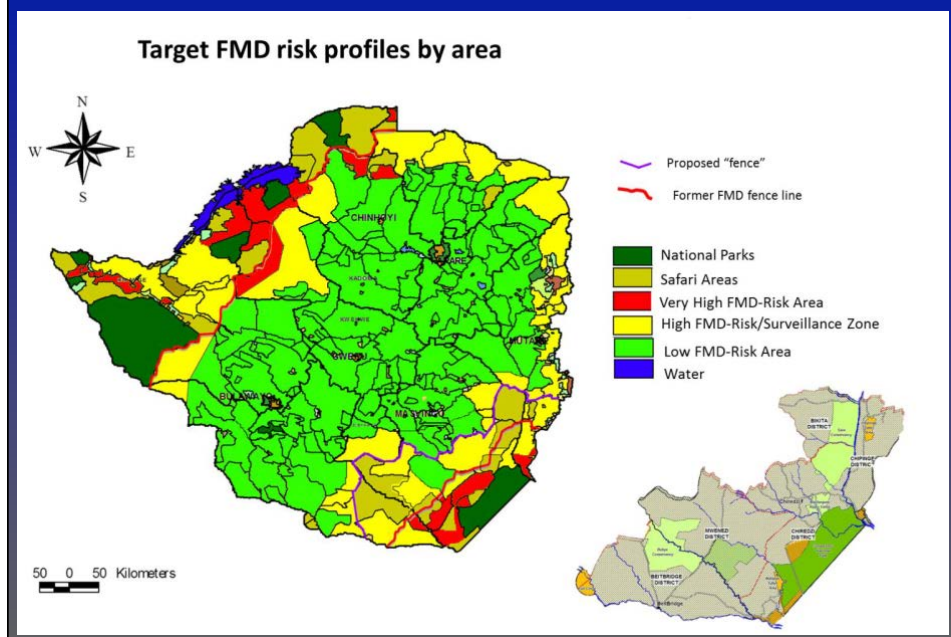 Target FMD risk profiles by area
N
W E
S
Proposed "fence"
Former FMD fence line
National Parks
Safari Areas
Very High FMD-Risk Area
High FMD-Risk/Surveillance Zone
Low FMD-Risk Area
Water
CHINHOYI
BULAWAYO
MASVINGO
50 0 50 Kilometers
BIKITA
DISTRICT
CHIPINGE
DISTRICT
MWENEZI
DISTRICT
CHIREDZI
DISTRICT
BEITBRIDGE
DISTRICT
BeitBridge